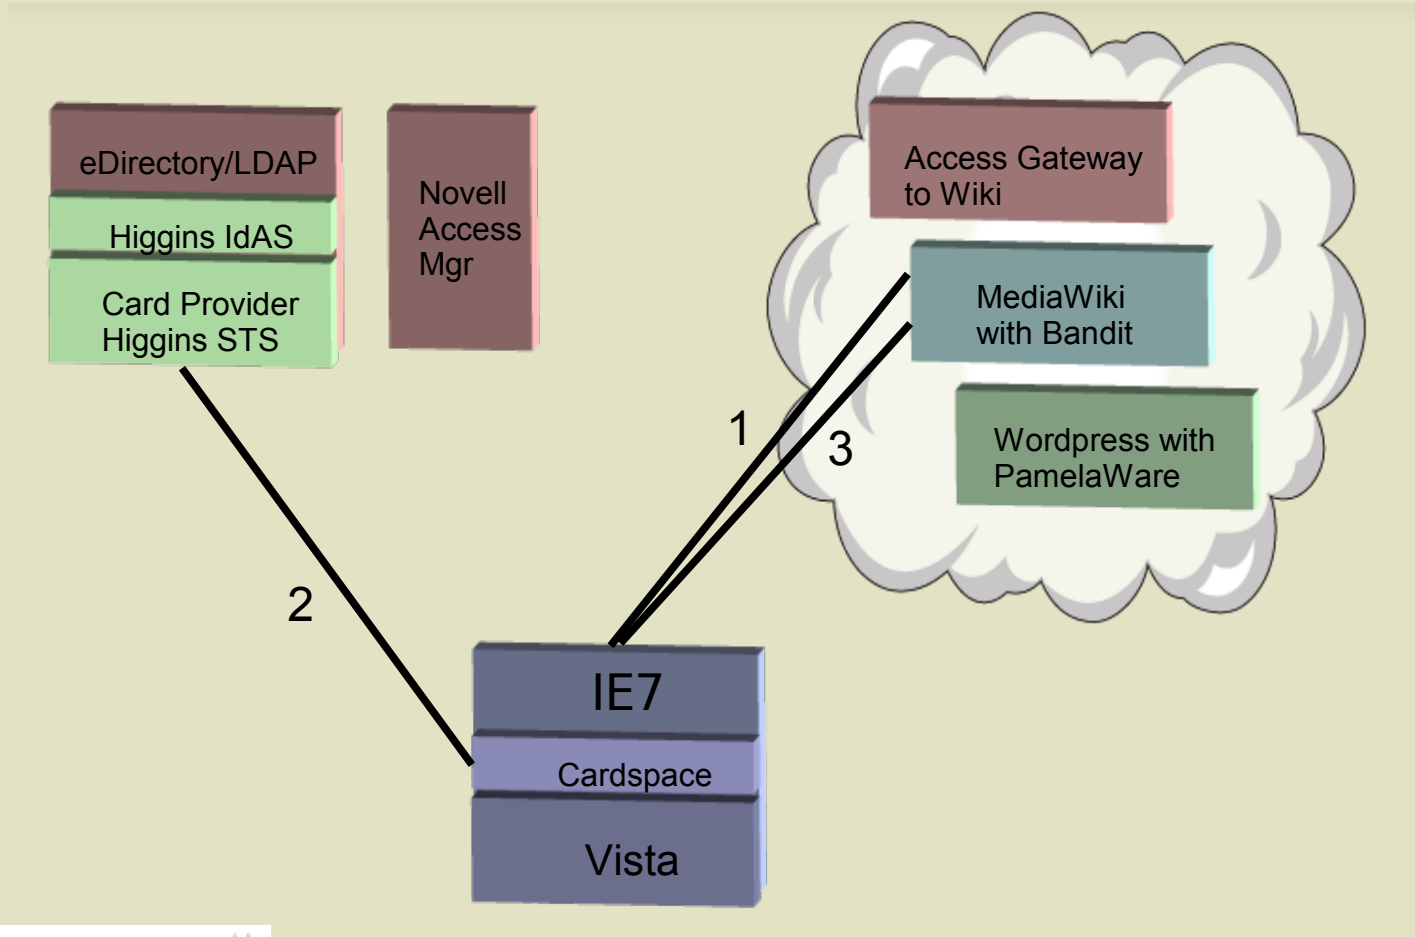 eDirectory/LDAP
Higgins IdAS
Card Provider
Higgins STS
Novell
Access
Mgr
Access Gateway
to Wiki
MediaWiki
with Bandit
Wordpress with
PamelaWare
1
3
2
IE7
Cardspace
Vista